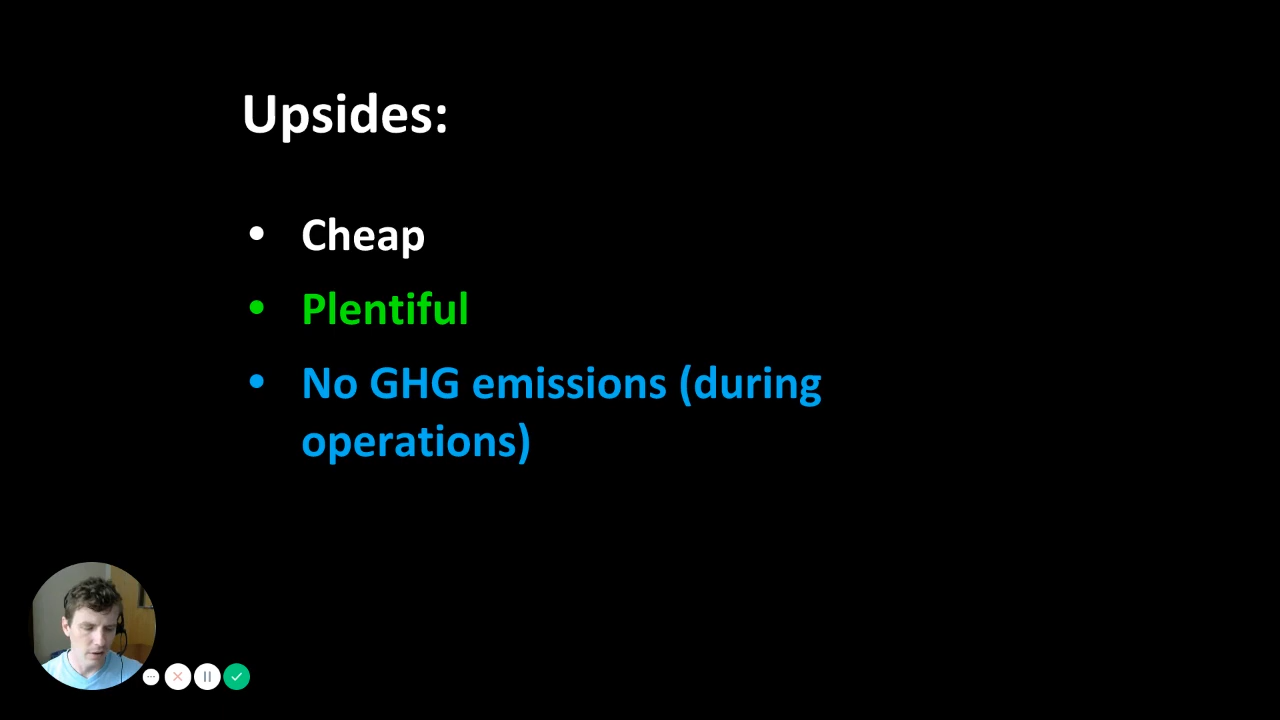 Upsides:
• Cheap
• Plentiful
• No GHG emissions (during
operations)